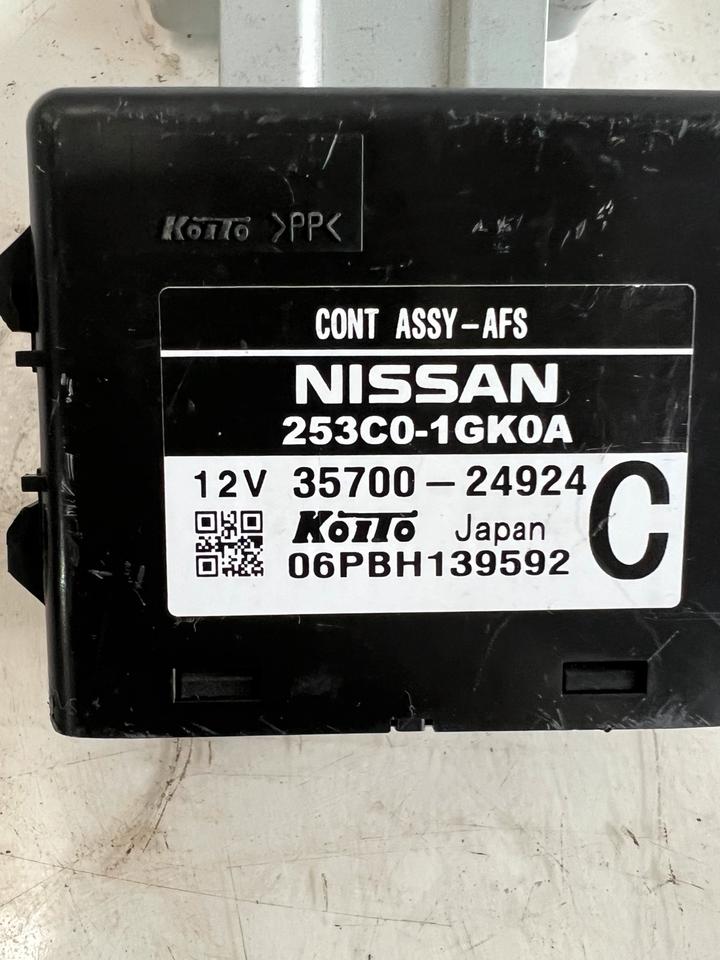 KOITO >PP<
CONT ASSY-AFS
NISSAN
253C0-1GK0A
12V 35700-24924 C
KOITO Japan
06PBH139592